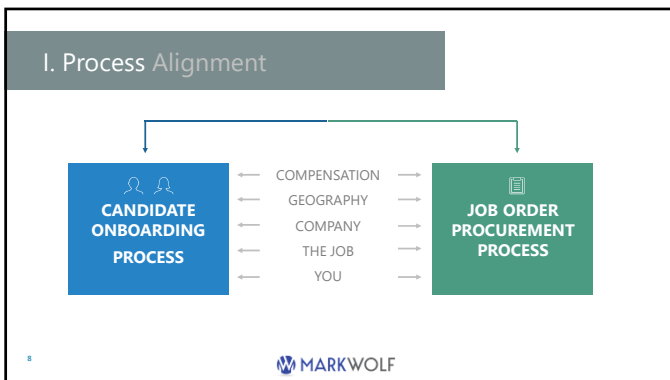 I. Process Alignment
CANDIDATE
ONBOARDING
PROCESS
COMPENSATION
GEOGRAPHY
COMPANY
THE JOB
YOU
JOB ORDER
PROCUREMENT
PROCESS
8
W MARKWOLF